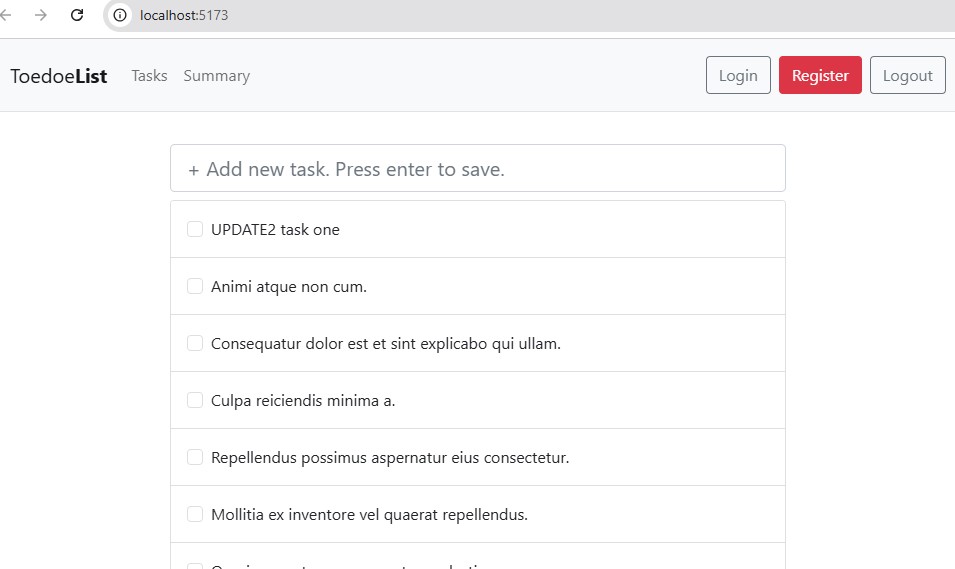 localhost:5173
ToedoeList Tasks Summary Login Register Logout
+ Add new task. Press enter to save.
UPDATE2 task one
Animi atque non cum.
Consequatur dolor est et sint explicabo qui ullam.
Culpa reiciendis minima a.
Repellendus possimus aspernatur eius consectetur.
Mollitia ex inventore vel quaerat repellendus.